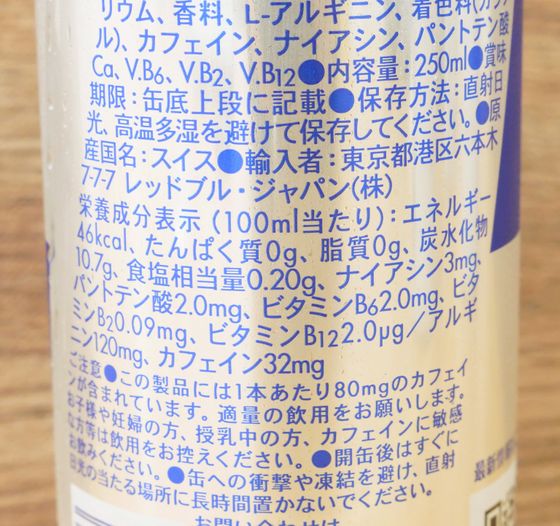 リウム、香料、L-アルギニン、着色料(カラメ
ル)、カフェイン、ナイアシン、パントテン酸
Ca、V.B6、V.B2、V.B12●内容量:250ml●賞味
期限:缶底上段に記載●保存方法:直射日
光、高温多湿を避けて保存してください。●原
産国名:スイス●輸入者:東京都港区六本木
7-7-7 レッドブル・ジャパン(株)
栄養成分表示 (100ml当たり):エネルギー
46kcal、たんぱく質0g、脂質0g、炭水化物
10.7g、食塩相当量0.20g、ナイアシン3mg、
パントテン酸2.0mg、ビタミンB62.0mg、ビタ
ミンB20.09mg、ビタミンB122.0μg/アルギ
ニン120mg、カフェイン32mg
ご注意●この製品には1本あたり80mgのカフェイ
ンが含まれています。適量の飲用をお願いします。
お子様や妊婦の方、授乳中の方、カフェインに敏感
な方等は飲用をお控えください。●開缶後はすぐに
お飲みください。●缶への衝撃や凍結を避け、直射
日光の当たる場所に長時間置かないでください。
お問い合わせは
最新情報